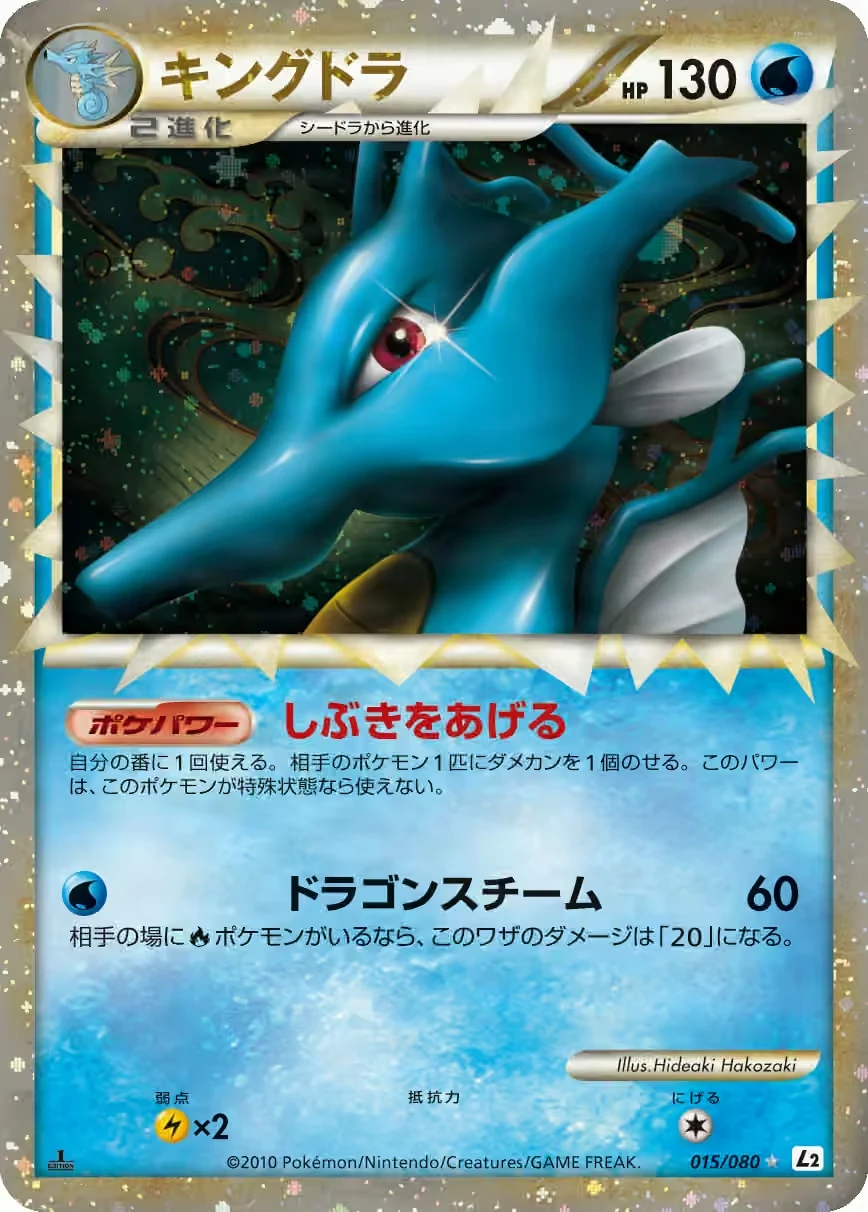 キングドラ
HP 130
2進化
シードラから進化
ポケパワー しぶきをあげる
自分の番に1回使える。相手のポケモン1匹にダメカンを1個のせる。このパワー
は、このポケモンが特殊状態なら使えない。
ドラゴンスチーム 60
相手の場に🔥ポケモンがいるなら、このワザのダメージは「20」になる。
Illus.Hideaki Hakozaki
弱点 抵抗力 にげる
×2
1 EDITION
©2010 Pokémon/Nintendo/Creatures/GAME FREAK.
015/080 ★ L2